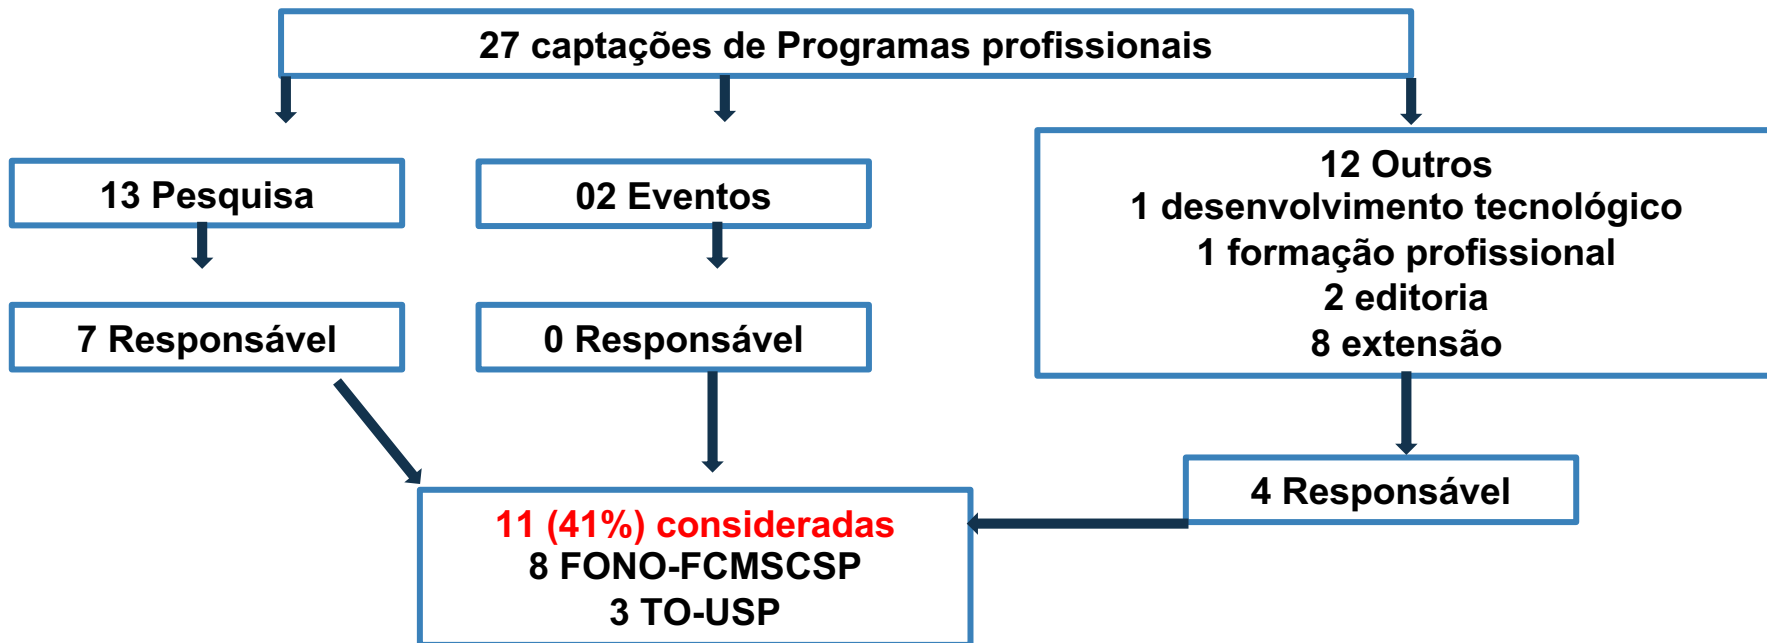 27 captações de Programas profissionais
13 Pesquisa
02 Eventos
12 Outros
1 desenvolvimento tecnológico
1 formação profissional
2 editoria
8 extensão
7 Responsável
0 Responsável
4 Responsável
11 (41%) consideradas
8 FONO-FCMSCSP
3 TO-USP